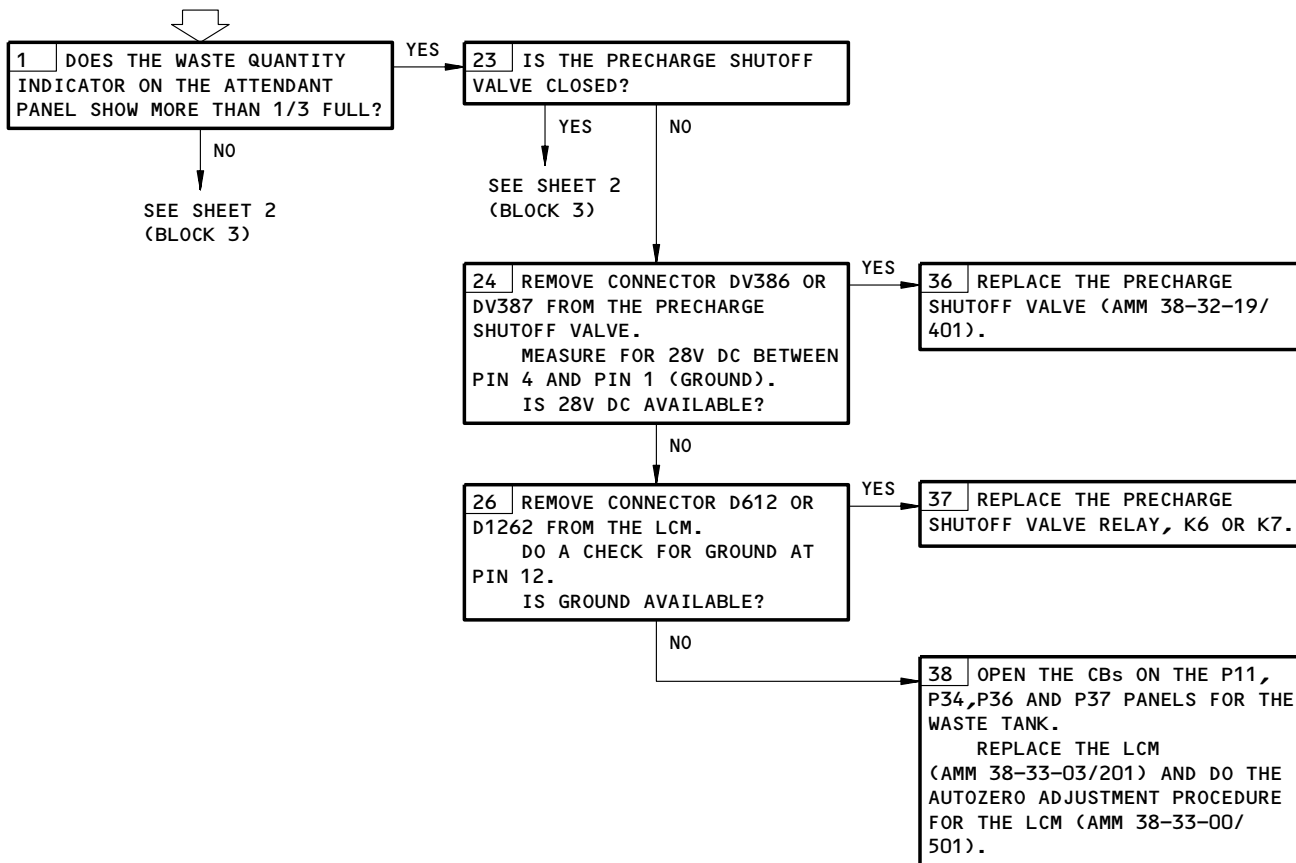 1 DOES THE WASTE QUANTITY
INDICATOR ON THE ATTENDANT
PANEL SHOW MORE THAN 1/3 FULL?
YES
NO
SEE SHEET 2
(BLOCK 3)
23 IS THE PRECHARGE SHUTOFF
VALVE CLOSED?
YES
NO
SEE SHEET 2
(BLOCK 3)
24 REMOVE CONNECTOR DV386 OR
DV387 FROM THE PRECHARGE
SHUTOFF VALVE.
MEASURE FOR 28V DC BETWEEN
PIN 4 AND PIN 1 (GROUND).
IS 28V DC AVAILABLE?
YES
NO
36 REPLACE THE PRECHARGE
SHUTOFF VALVE (AMM 38-32-19/
401).
26 REMOVE CONNECTOR D612 OR
D1262 FROM THE LCM.
DO A CHECK FOR GROUND AT
PIN 12.
IS GROUND AVAILABLE?
YES
NO
37 REPLACE THE PRECHARGE
SHUTOFF VALVE RELAY, K6 OR K7.
38 OPEN THE CBs ON THE P11,
P34,P36 AND P37 PANELS FOR THE
WASTE TANK.
REPLACE THE LCM
(AMM 38-33-03/201) AND DO THE
AUTOZERO ADJUSTMENT PROCEDURE
FOR THE LCM (AMM 38-33-00/
501).